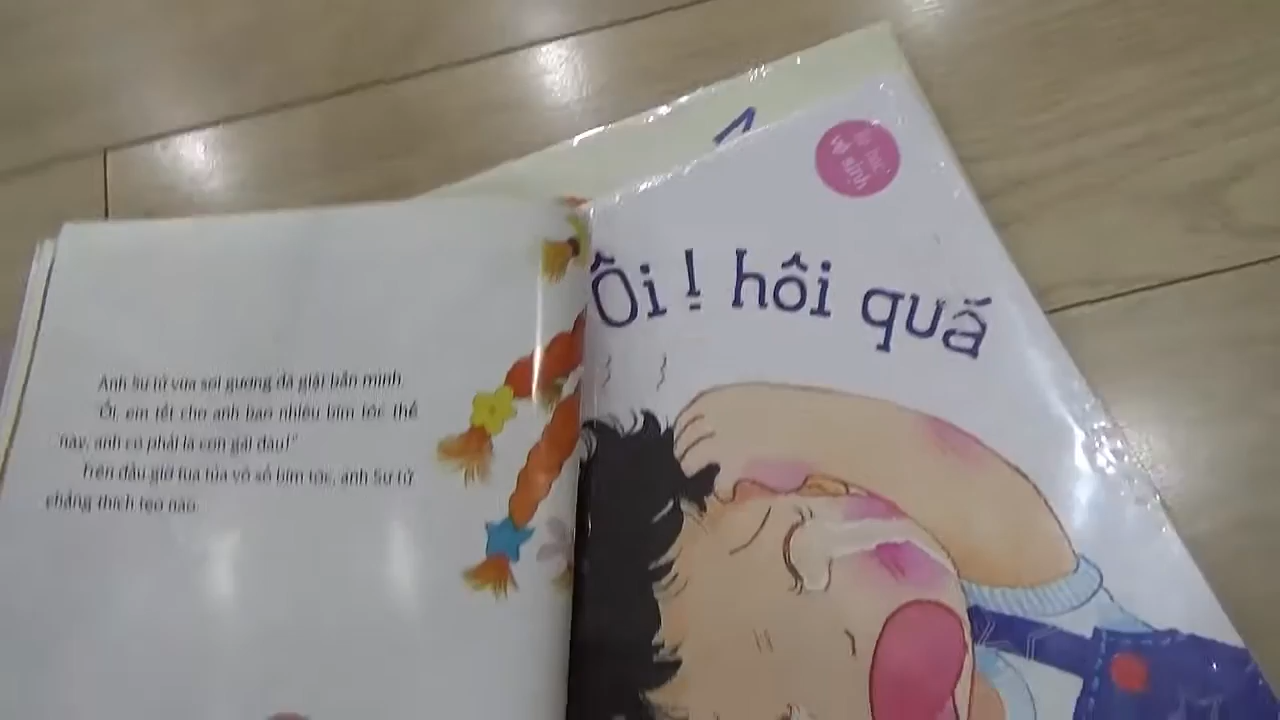 Anh Sư tử vừa soi gương đã giật bắn mình.
"Ôi, em tết cho anh bao nhiêu bím tóc thế
này, anh có phải là con gái đâu!"
Trên đầu giờ tua tủa vô số bím tóc, anh Sư tử
chẳng thích tẹo nào.
vệ sinh
Ôi ! hôi quá